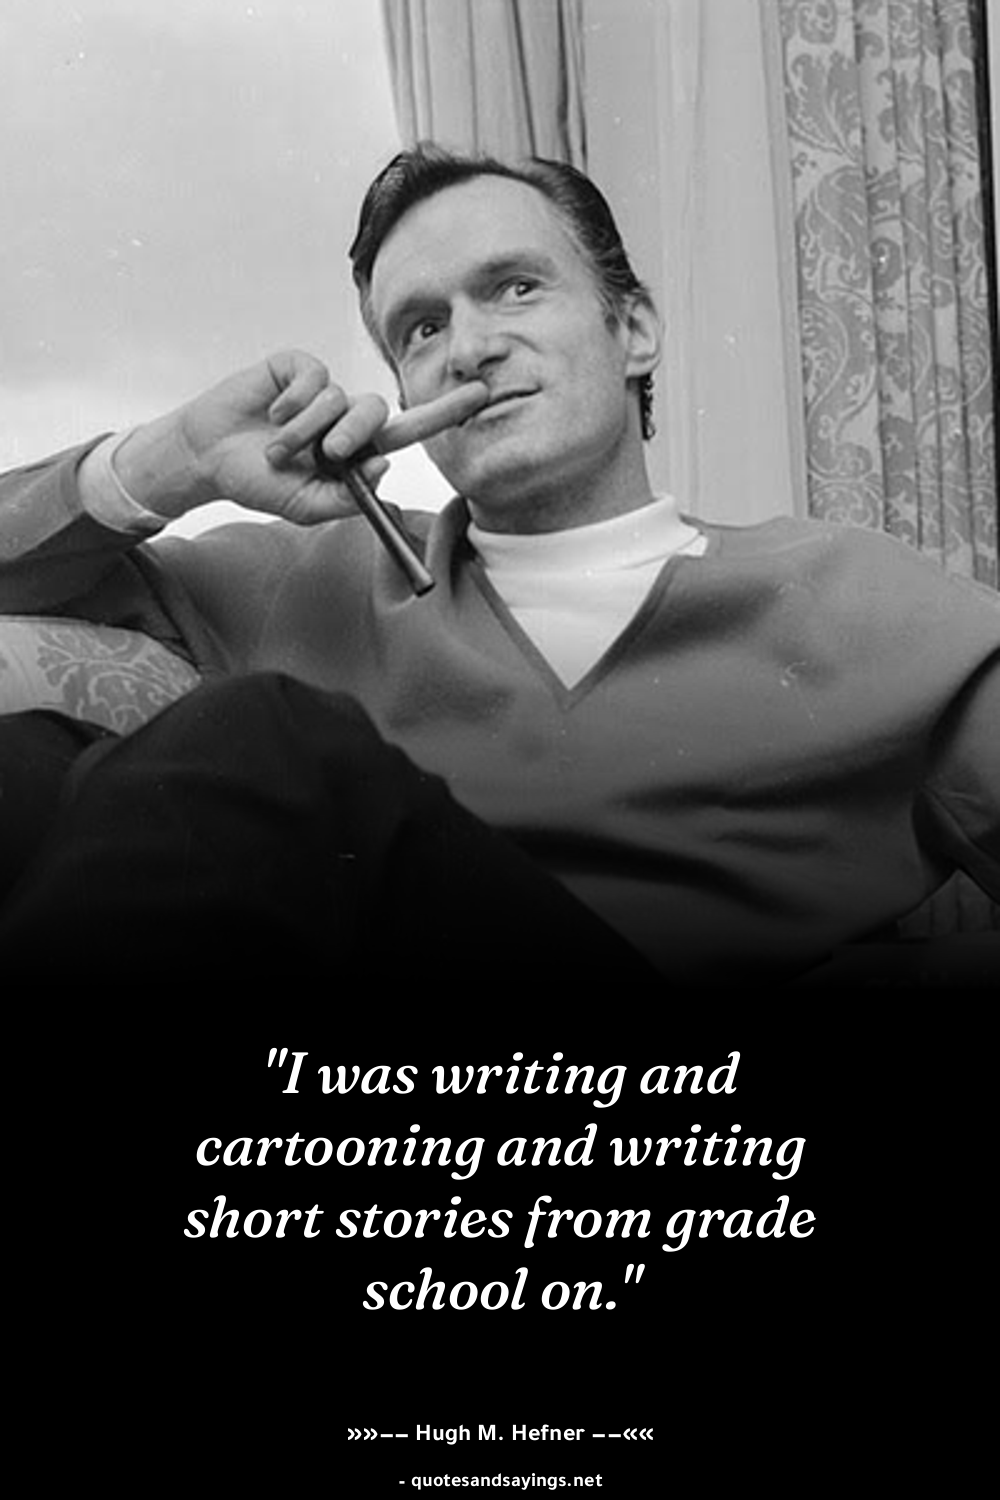 "I was writing and
cartooning and writing
short stories from grade
school on."
»»–– Hugh M. Hefner ––««
- quotesandsayings.net